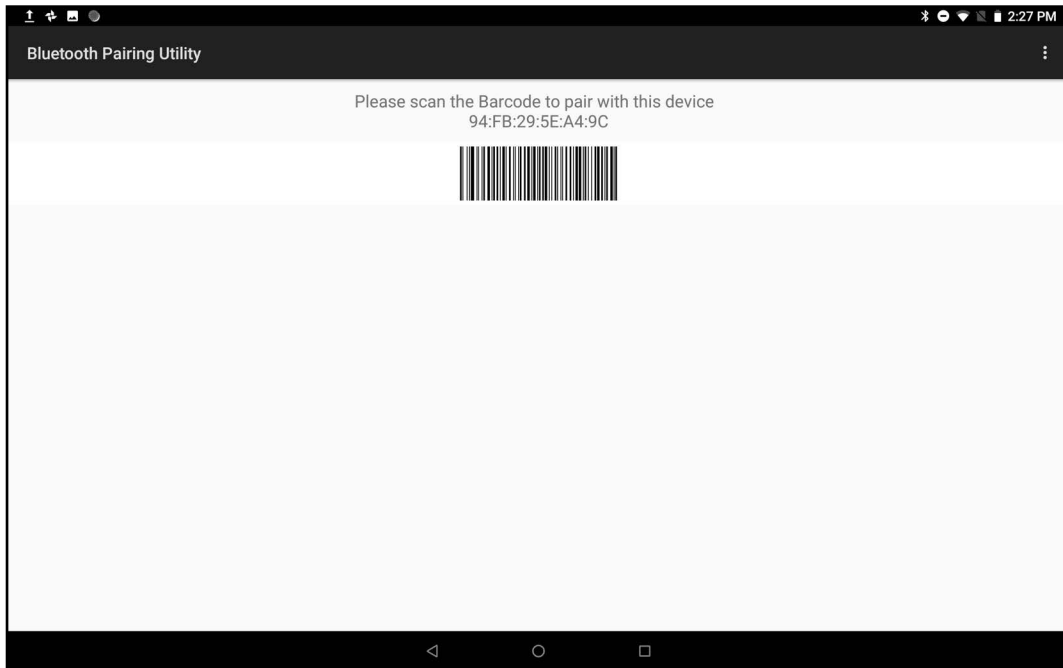 2:27 PM
Bluetooth Pairing Utility
Please scan the Barcode to pair with this device
94:FB:29:5E:A4:9C